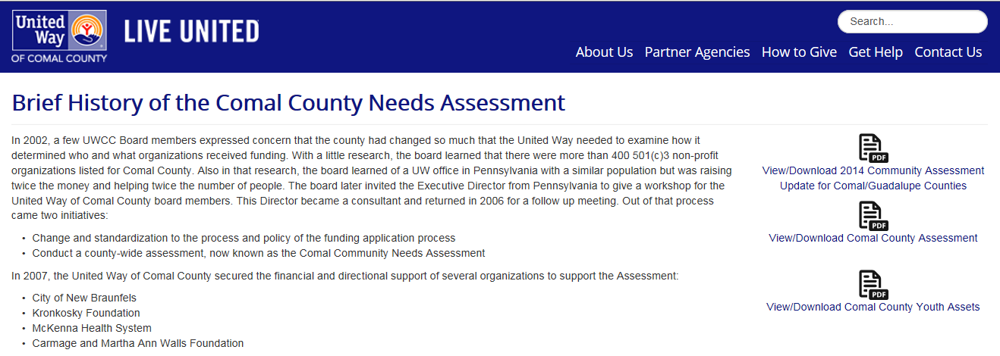 United
Way
OF COMAL COUNTY
LIVE UNITED
Search...
About Us Partner Agencies How to Give Get Help Contact Us
Brief History of the Comal County Needs Assessment
In 2002, a few UWCC Board members expressed concern that the county had changed so much that the United Way needed to examine how it
determined who and what organizations received funding. With a little research, the board learned that there were more than 400 501(c)3 non-profit
organizations listed for Comal County. Also in that research, the board learned of a UW office in Pennsylvania with a similar population but was raising
twice the money and helping twice the number of people. The board later invited the Executive Director from Pennsylvania to give a workshop for the
United Way of Comal County board members. This Director became a consultant and returned in 2006 for a follow up meeting. Out of that process
came two initiatives:
• Change and standardization to the process and policy of the funding application process
• Conduct a county-wide assessment, now known as the Comal Community Needs Assessment
In 2007, the United Way of Comal County secured the financial and directional support of several organizations to support the Assessment:
• City of New Braunfels
• Kronkosky Foundation
• McKenna Health System
• Carmage and Martha Ann Walls Foundation
PDF
View/Download 2014 Community Assessment
Update for Comal/Guadalupe Counties
PDF
View/Download Comal County Assessment
PDF
View/Download Comal County Youth Assets